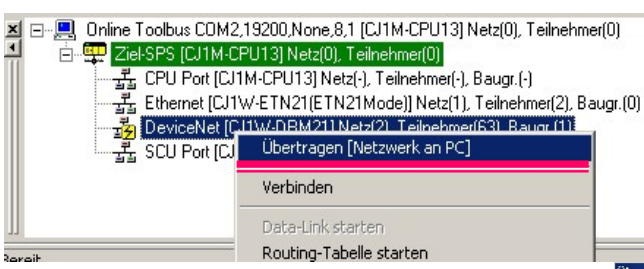 Online Toolbus COM2,19200,None,8,1 [CJ1M-CPU13] Netz(0), Teilnehmer(0)
Ziel-SPS [CJ1M-CPU13] Netz(0), Teilnehmer(0)
CPU Port [CJ1M-CPU13] Netz(-), Teilnehmer(-), Baugr.(-)
Ethernet [CJ1W-ETN21(ETN21Mode)] Netz(1), Teilnehmer(2), Baugr.(0)
DeviceNet [CJ1W-DRM21] Netz(2), Teilnehmer(63), Baugr.(1)
SCU Port [CJ
Übertragen [Netzwerk an PC]
Verbinden
Data-Link starten
Routing-Tabelle starten
Bereit